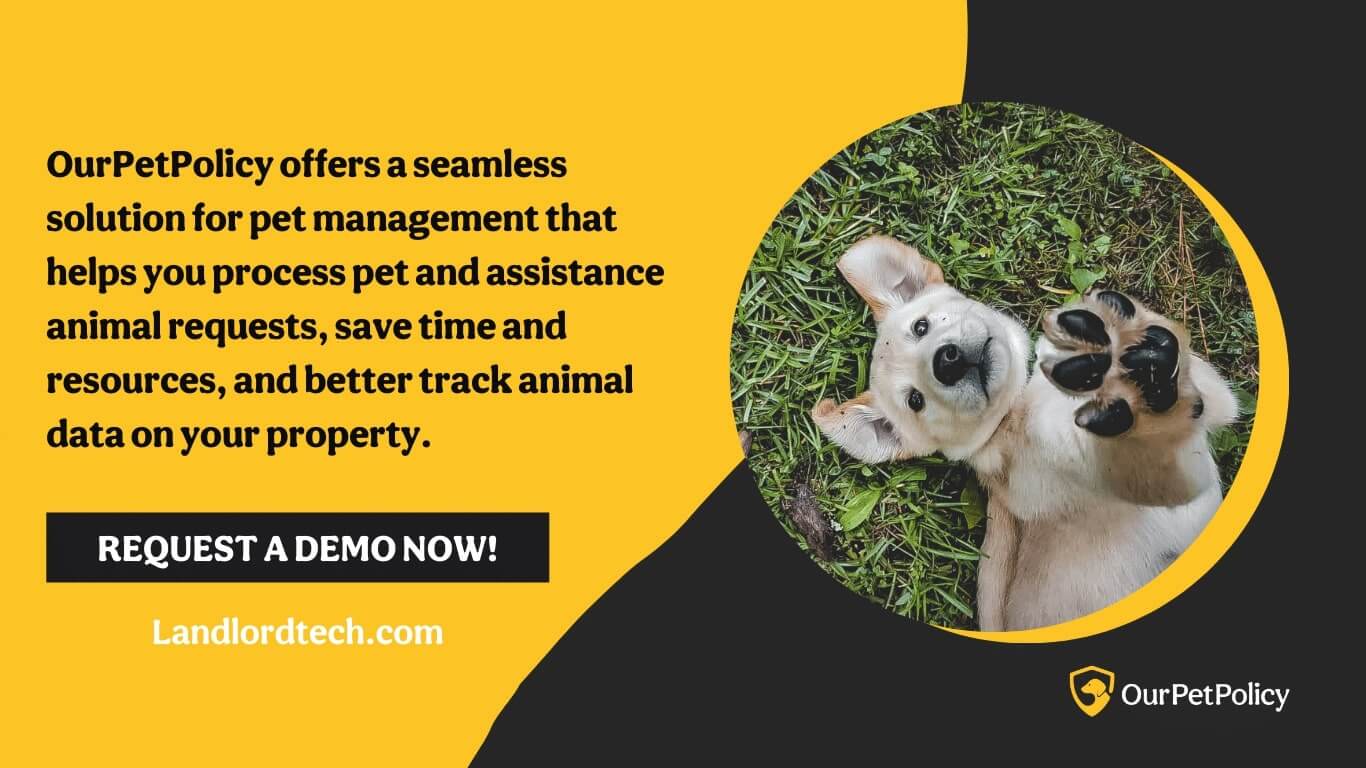 OurPetPolicy offers a seamless
solution for pet management that
helps you process pet and assistance
animal requests, save time and
resources, and better track animal
data on your property.
REQUEST A DEMO NOW!
Landlordtech.com
OurPetPolicy